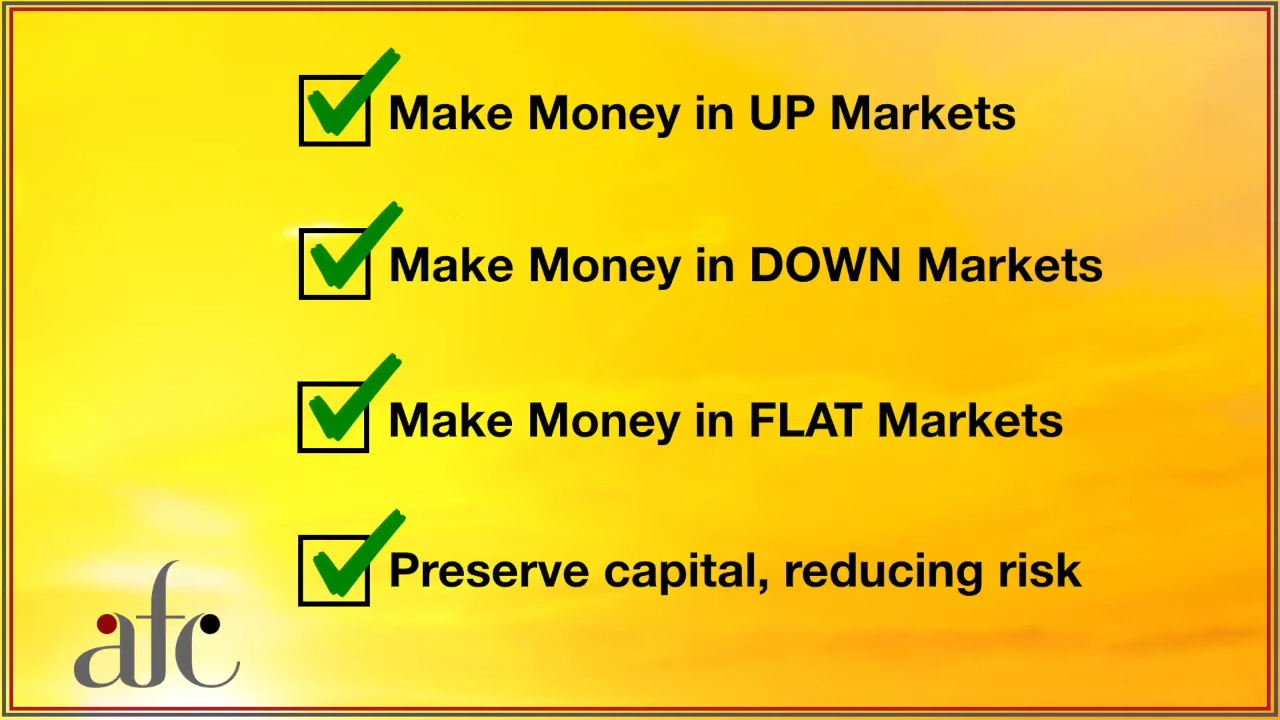 Make Money in UP Markets
Make Money in DOWN Markets
Make Money in FLAT Markets
Preserve capital, reducing risk
afc